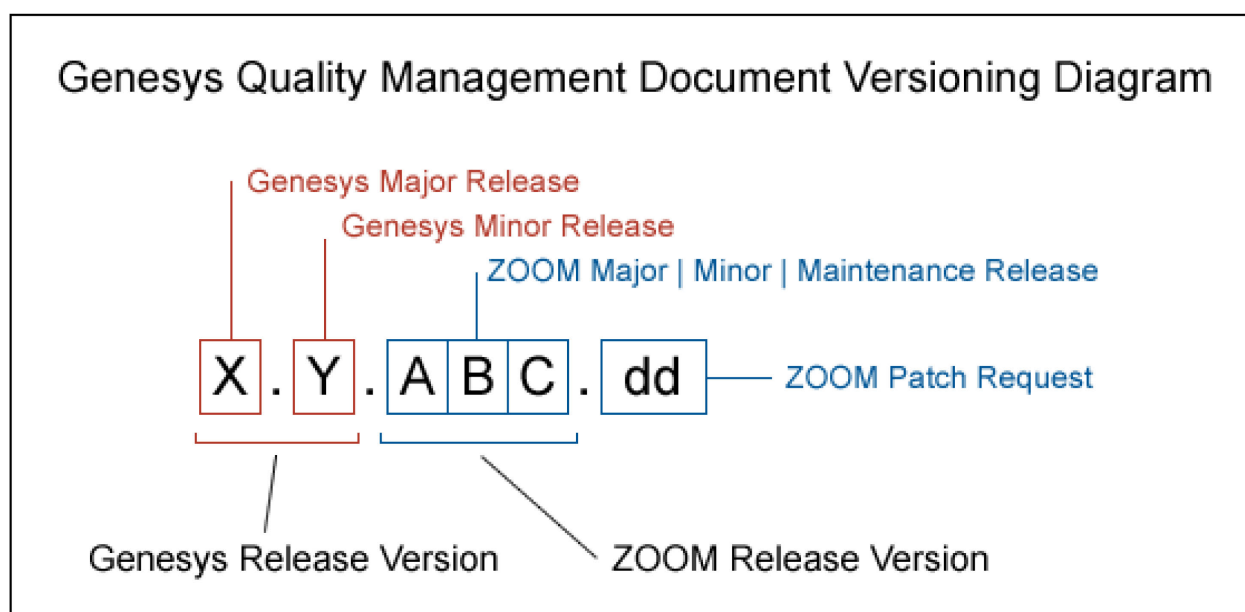 Genesys Quality Management Document Versioning Diagram
Genesys Major Release
Genesys Minor Release
ZOOM Major | Minor | Maintenance Release
X . Y . A B C . dd
ZOOM Patch Request
Genesys Release Version
ZOOM Release Version